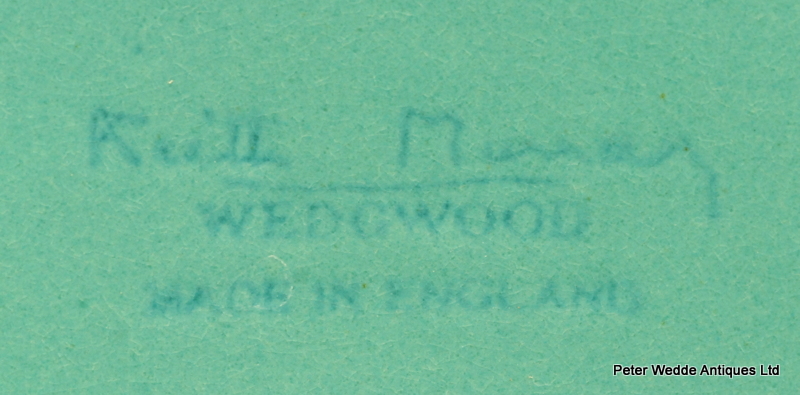 Keith Murray
WEDGWOOD
MADE IN ENGLAND
Peter Wedde Antiques Ltd